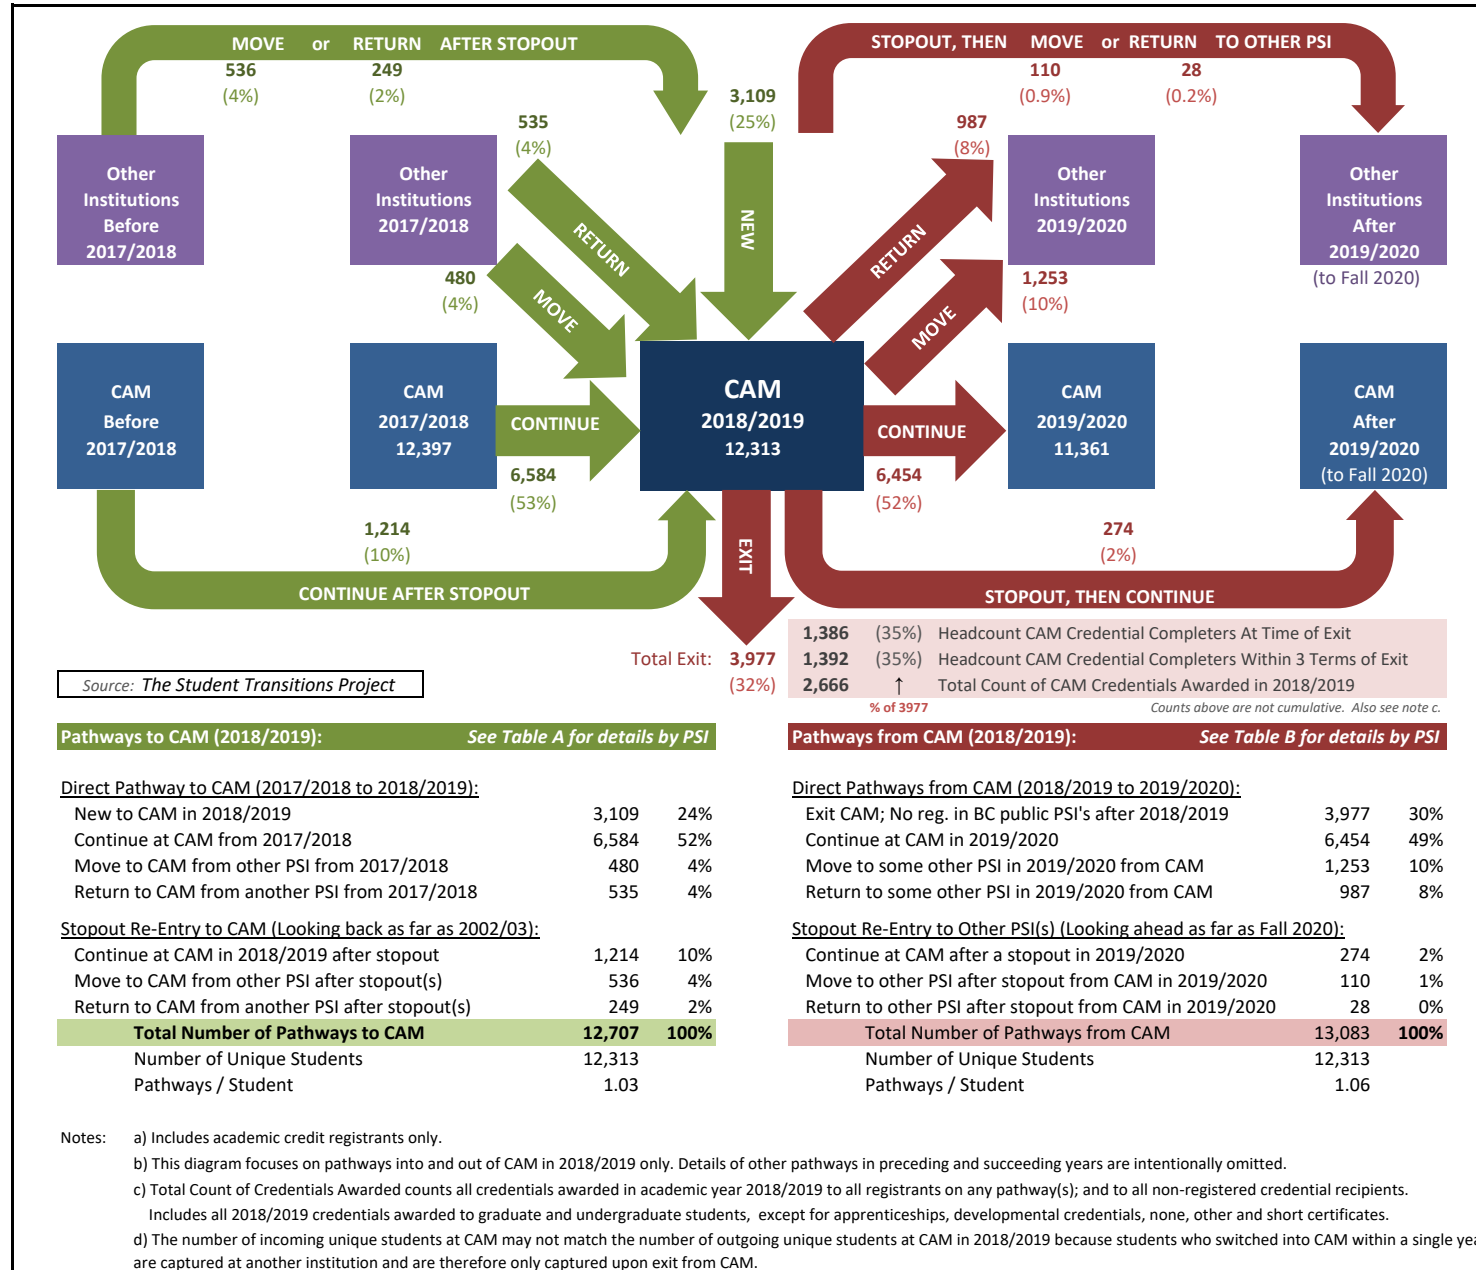 MOVE or RETURN AFTER STOPOUT
536 249
(4%) (2%)
STOPOUT, THEN MOVE or RETURN TO OTHER PSI
110 28
(0.9%) (0.2%)
3,109
(25%)
535
(4%)
987
(8%)
Other
Institutions
Before
2017/2018
Other
Institutions
2017/2018
NEW
Other
Institutions
2019/2020
Other
Institutions
After
2019/2020
(to Fall 2020)
RETURN
RETURN
480
(4%)
MOVE
1,253
(10%)
MOVE
CAM
Before
2017/2018
CAM
2017/2018
12,397
CONTINUE
6,584
(53%)
CAM
2018/2019
12,313
CONTINUE
6,454
(52%)
CAM
2019/2020
11,361
CAM
After
2019/2020
(to Fall 2020)
1,214
(10%)
CONTINUE AFTER STOPOUT
EXIT
274
(2%)
STOPOUT, THEN CONTINUE
Total Exit: 3,977
(32%)
1,386 (35%) Headcount CAM Credential Completers At Time of Exit
1,392 (35%) Headcount CAM Credential Completers Within 3 Terms of Exit
2,666 ↑ Total Count of CAM Credentials Awarded in 2018/2019
% of 3977 Counts above are not cumulative. Also see note c.
Source: The Student Transitions Project
Pathways to CAM (2018/2019): See Table A for details by PSI
Direct Pathway to CAM (2017/2018 to 2018/2019):
New to CAM in 2018/2019 3,109 24%
Continue at CAM from 2017/2018 6,584 52%
Move to CAM from other PSI from 2017/2018 480 4%
Return to CAM from another PSI from 2017/2018 535 4%
Stopout Re-Entry to CAM (Looking back as far as 2002/03):
Continue at CAM in 2018/2019 after stopout 1,214 10%
Move to CAM from other PSI after stopout(s) 536 4%
Return to CAM from another PSI after stopout(s) 249 2%
Total Number of Pathways to CAM 12,707 100%
Number of Unique Students 12,313
Pathways / Student 1.03
Pathways from CAM (2018/2019): See Table B for details by PSI
Direct Pathways from CAM (2018/2019 to 2019/2020):
Exit CAM; No reg. in BC public PSI's after 2018/2019 3,977 30%
Continue at CAM in 2019/2020 6,454 49%
Move to some other PSI in 2019/2020 from CAM 1,253 10%
Return to some other PSI in 2019/2020 from CAM 987 8%
Stopout Re-Entry to Other PSI(s) (Looking ahead as far as Fall 2020):
Continue at CAM after a stopout in 2019/2020 274 2%
Move to other PSI after stopout from CAM in 2019/2020 110 1%
Return to other PSI after stopout from CAM in 2019/2020 28 0%
Total Number of Pathways from CAM 13,083 100%
Number of Unique Students 12,313
Pathways / Student 1.06
Notes: a) Includes academic credit registrants only.
b) This diagram focuses on pathways into and out of CAM in 2018/2019 only. Details of other pathways in preceding and succeeding years are intentionally omitted.
c) Total Count of Credentials Awarded counts all credentials awarded in academic year 2018/2019 to all registrants on any pathway(s); and to all non-registered credential recipients.
Includes all 2018/2019 credentials awarded to graduate and undergraduate students, except for apprenticeships, developmental credentials, none, other and short certificates.
d) The number of incoming unique students at CAM may not match the number of outgoing unique students at CAM in 2018/2019 because students who switched into CAM within a single yea
are captured at another institution and are therefore only captured upon exit from CAM.